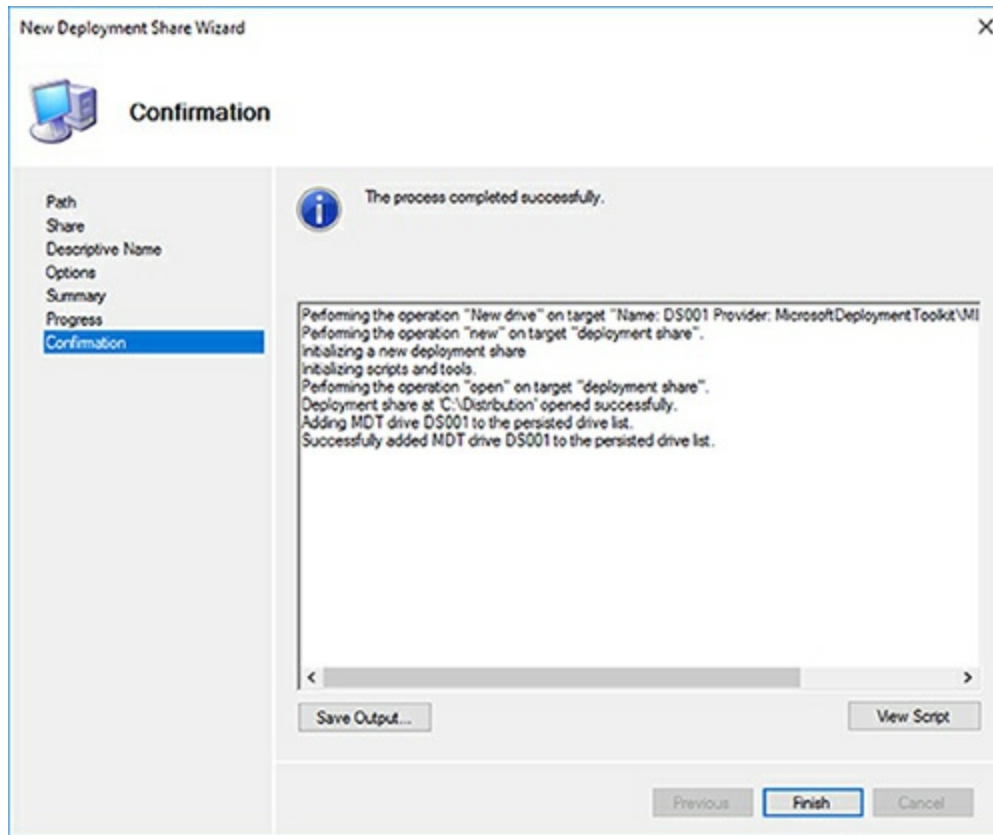 New Deployment Share Wizard
Confirmation
Path
Share
Descriptive Name
Options
Summary
Progress
Confirmation
The process completed successfully.
Performing the operation "New drive" on target "Name: DS001 Provider: MicrosoftDeploymentToolkit\MD
Performing the operation "new" on target "deployment share".
Initializing a new deployment share
Initializing scripts and tools.
Performing the operation "open" on target "deployment share".
Deployment share at 'C:\Distribution' opened successfully.
Adding MDT drive DS001 to the persisted drive list.
Successfully added MDT drive DS001 to the persisted drive list.
Save Output...
View Script
Previous
Finish
Cancel